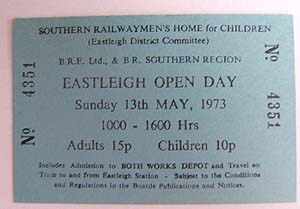 SOUTHERN RAILWAYMEN'S HOME for CHILDREN
(Eastleigh District Committee)
B.R.E. Ltd., & B R. SOUTHERN REGION
EASTLEIGH OPEN DAY
Sunday 13th MAY, 1973
1000 - 1600 Hrs
Adults 15p Children 10p
Includes Admission to BOTH WORKS DEPOT and Travel on
Train to and from Eastleigh Station - Subject to the Conditions
and Regulations in the Boards Publications and Notices.
No 4351
No 4351